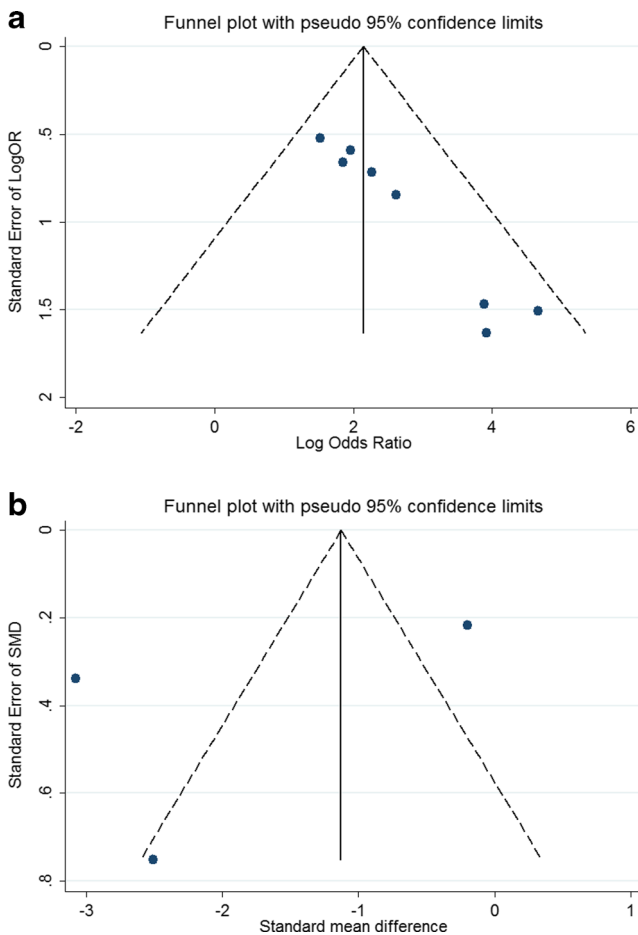 a
Funnel plot with pseudo 95% confidence limits
Standard Error of LogOR
0
.5
1
1.5
2
-2 0 2 4 6
Log Odds Ratio
b
Funnel plot with pseudo 95% confidence limits
Standard Error of SMD
0
.2
.4
.6
.8
-3 -2 -1 0 1
Standard mean difference